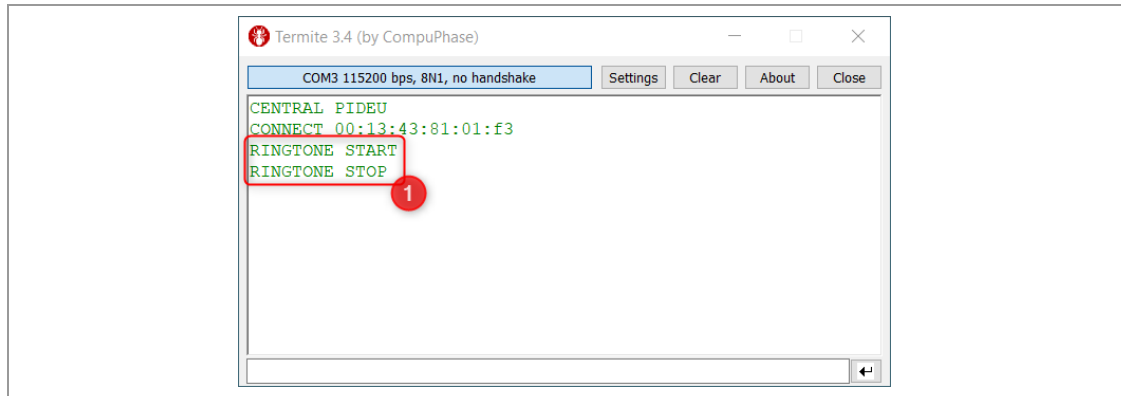 Termite 3.4 (by CompuPhase)
COM3 115200 bps, 8N1, no handshake Settings Clear About Close
CENTRAL PIDEU
CONNECT 00:13:43:81:01:f3
RINGTONE START
RINGTONE STOP
1